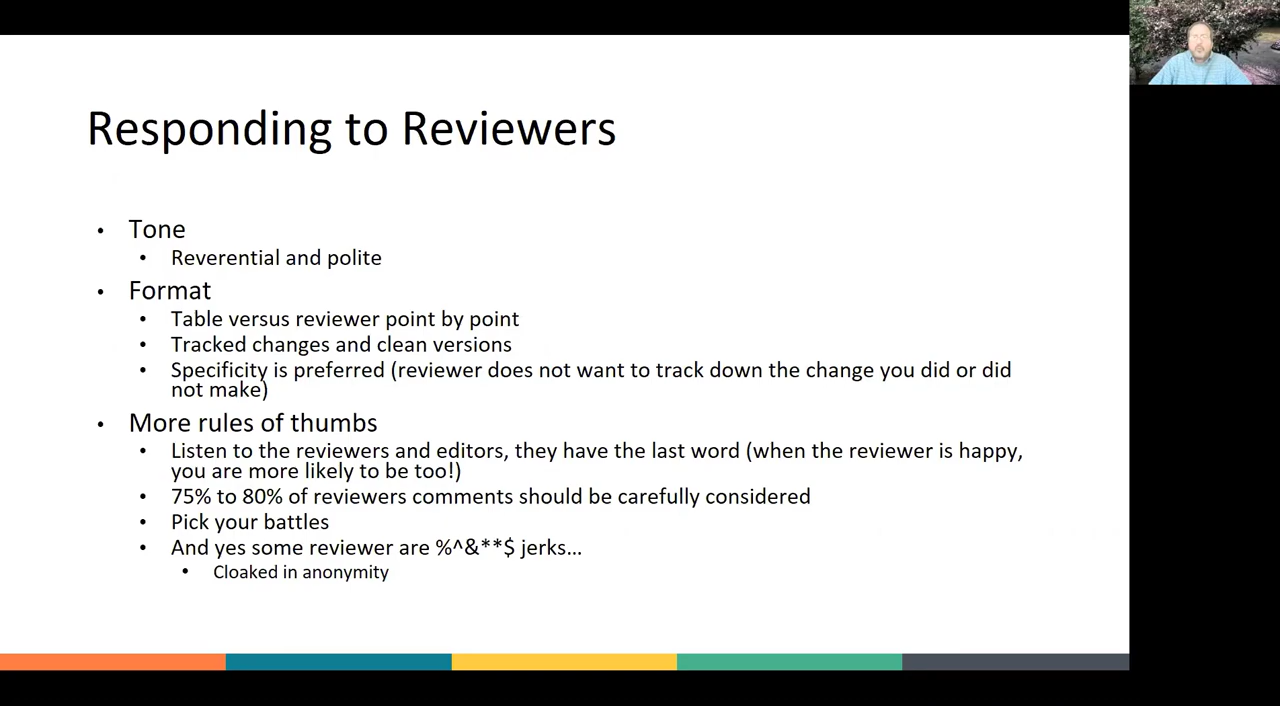 Responding to Reviewers
• Tone
• Reverential and polite
• Format
• Table versus reviewer point by point
• Tracked changes and clean versions
• Specificity is preferred (reviewer does not want to track down the change you did or did
not make)
• More rules of thumbs
• Listen to the reviewers and editors, they have the last word (when the reviewer is happy,
you are more likely to be too!)
• 75% to 80% of reviewers comments should be carefully considered
• Pick your battles
• And yes some reviewer are %^&**$ jerks…
• Cloaked in anonymity